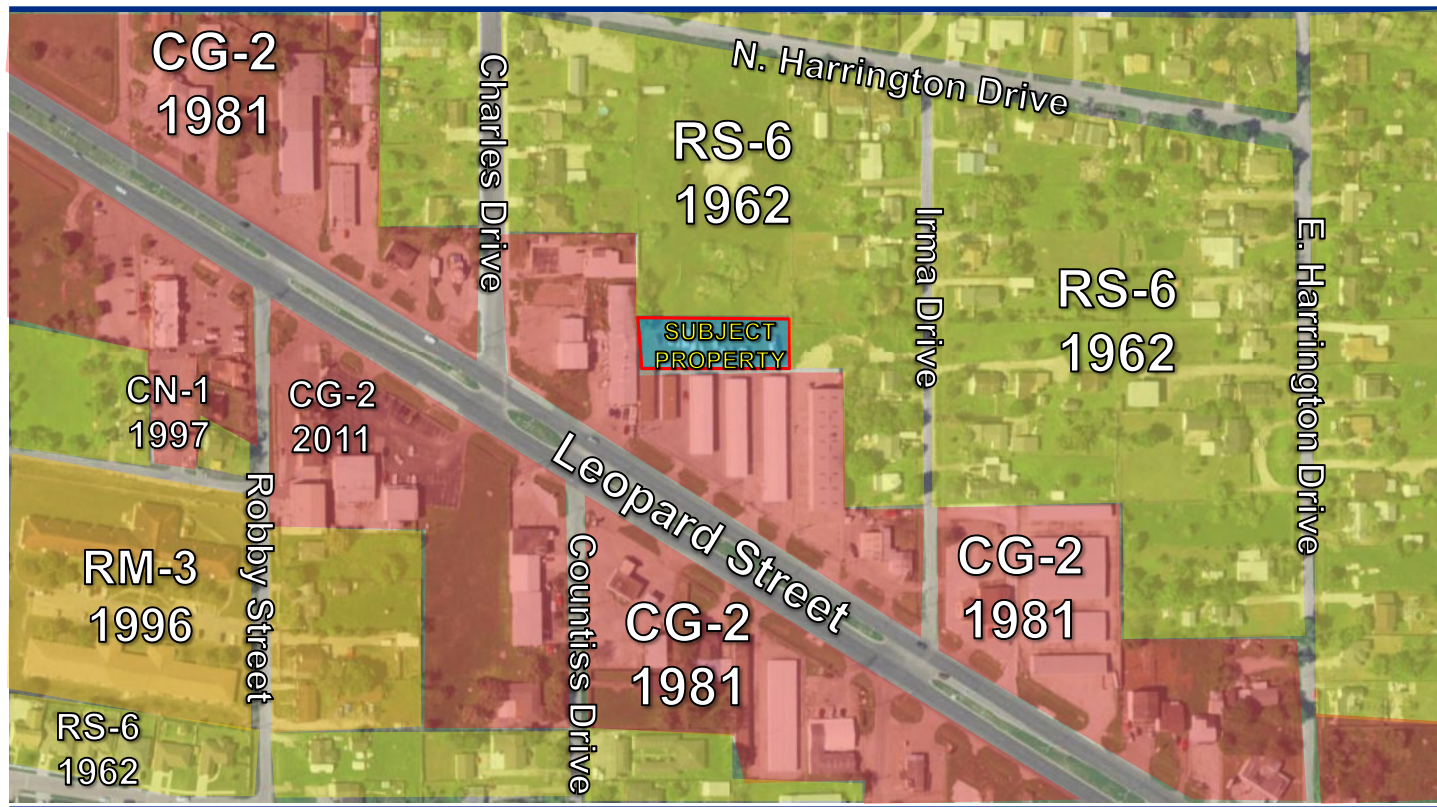 CG-2
1981
Charles Drive
N. Harrington Drive
RS-6
1962
Irma Drive
RS-6
1962
E. Harrington Drive
SUBJECT
PROPERTY
CN-1
1997
CG-2
2011
Leopard Street
RM-3
1996
Robby Street
Countiss Drive
CG-2
1981
CG-2
1981
RS-6
1962